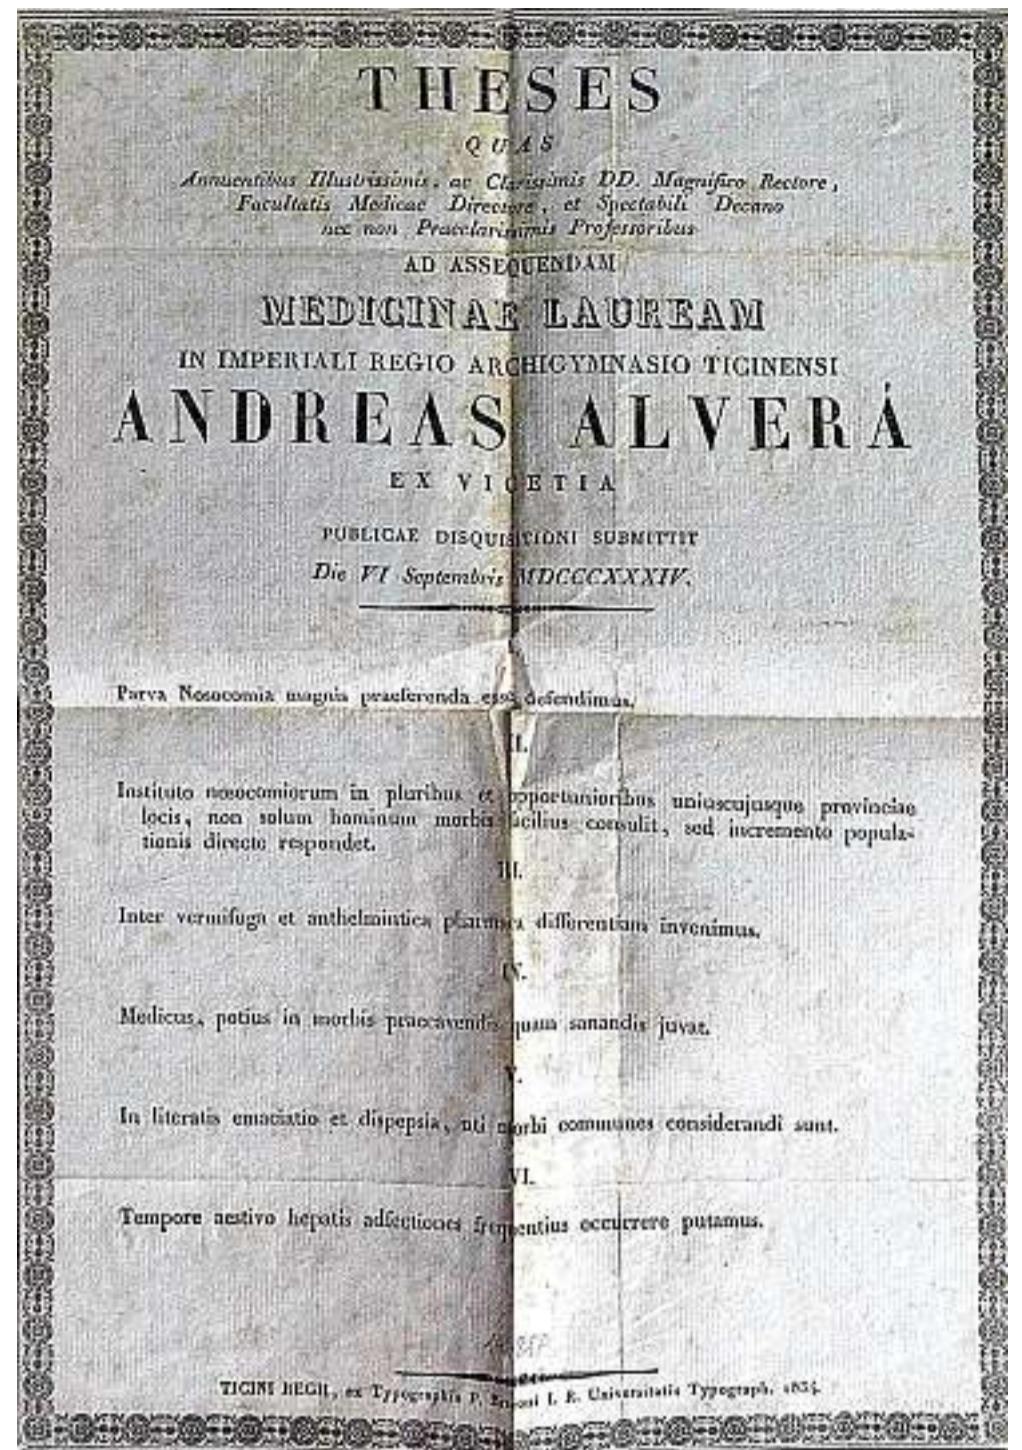 THESES
QUAS
Annuentibus Illustrissimis, ac Clarissimis DD. Magnifico Rectore,
Facultatis Medicae Directore, et Spectabili Decano
nec non Praeclarissimis Professoribus
AD ASSEQUENDAM
MEDICINAE LAUREAM
IN IMPERIALI REGIO ARCHIGYMNASIO TICINENSI
ANDREAS ALVERÁ
EX VICETIA
PUBLICAE DISQUISITIONI SUBMITTIT
Die VI Septembris MDCCCXXXIV.
Parva Nosocomia magnis praeferenda esse defendimus.
II.
Instituto nosocomiorum in pluribus et opportunioribus uniuscujusque provinciae
locis, non solum hominum morbis facilius consulit, sed incremento popula-
tionis directe respondet.
III.
Inter vermifuga et anthelmintica pharmaca differentiam invenimus.
IV.
Medicus, potius in morbis praecavendis quam sanandis juvat.
V.
In literatis emaciatio et dispepsia, uti morbi communes considerandi sunt.
VI.
Tempore aestivo hepatis adfectiones frequentius occurrere putamus.
TICINI REGII, ex Typographia P. I. R. Universitatis Typograph. 1834.